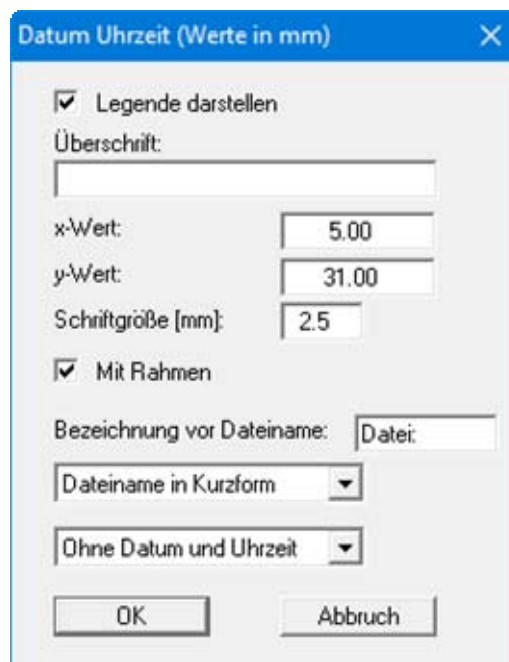 Datum Uhrzeit (Werte in mm)
Legende darstellen
Überschrift:
x-Wert: 5.00
y-Wert: 31.00
Schriftgröße [mm]: 2.5
Mit Rahmen
Bezeichnung vor Dateiname: Datei:
Dateiname in Kurzform
Ohne Datum und Uhrzeit
OK Abbruch